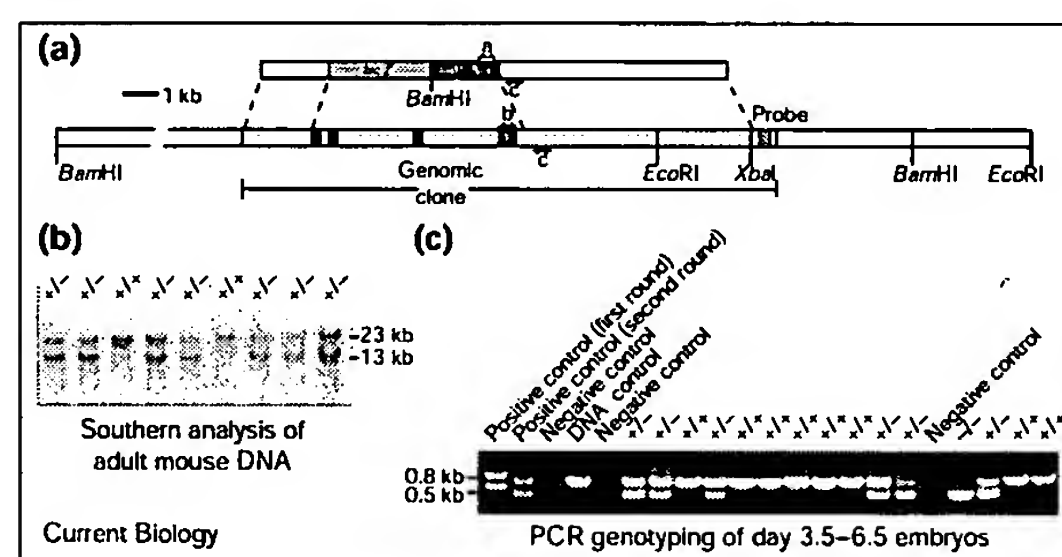 (a)
a
c
BamHI
1 kb
Probe
b
c
BamHI
Genomic
clone
EcoRI
XbaI
BamHI
EcoRI
(b)
+/− +/− +/+ +/− +/− +/+ +/− +/− +/−
23 kb
13 kb
Southern analysis of
adult mouse DNA
(c)
Positive control (first round)
Positive control (second round)
Negative control
DNA control
Negative control
+/− +/− +/+ +/− +/+ +/+ +/+ +/+ +/+ +/− +/−
Negative control
−/− +/− +/+ +/+
0.8 kb
0.5 kb
PCR genotyping of day 3.5–6.5 embryos
Current Biology